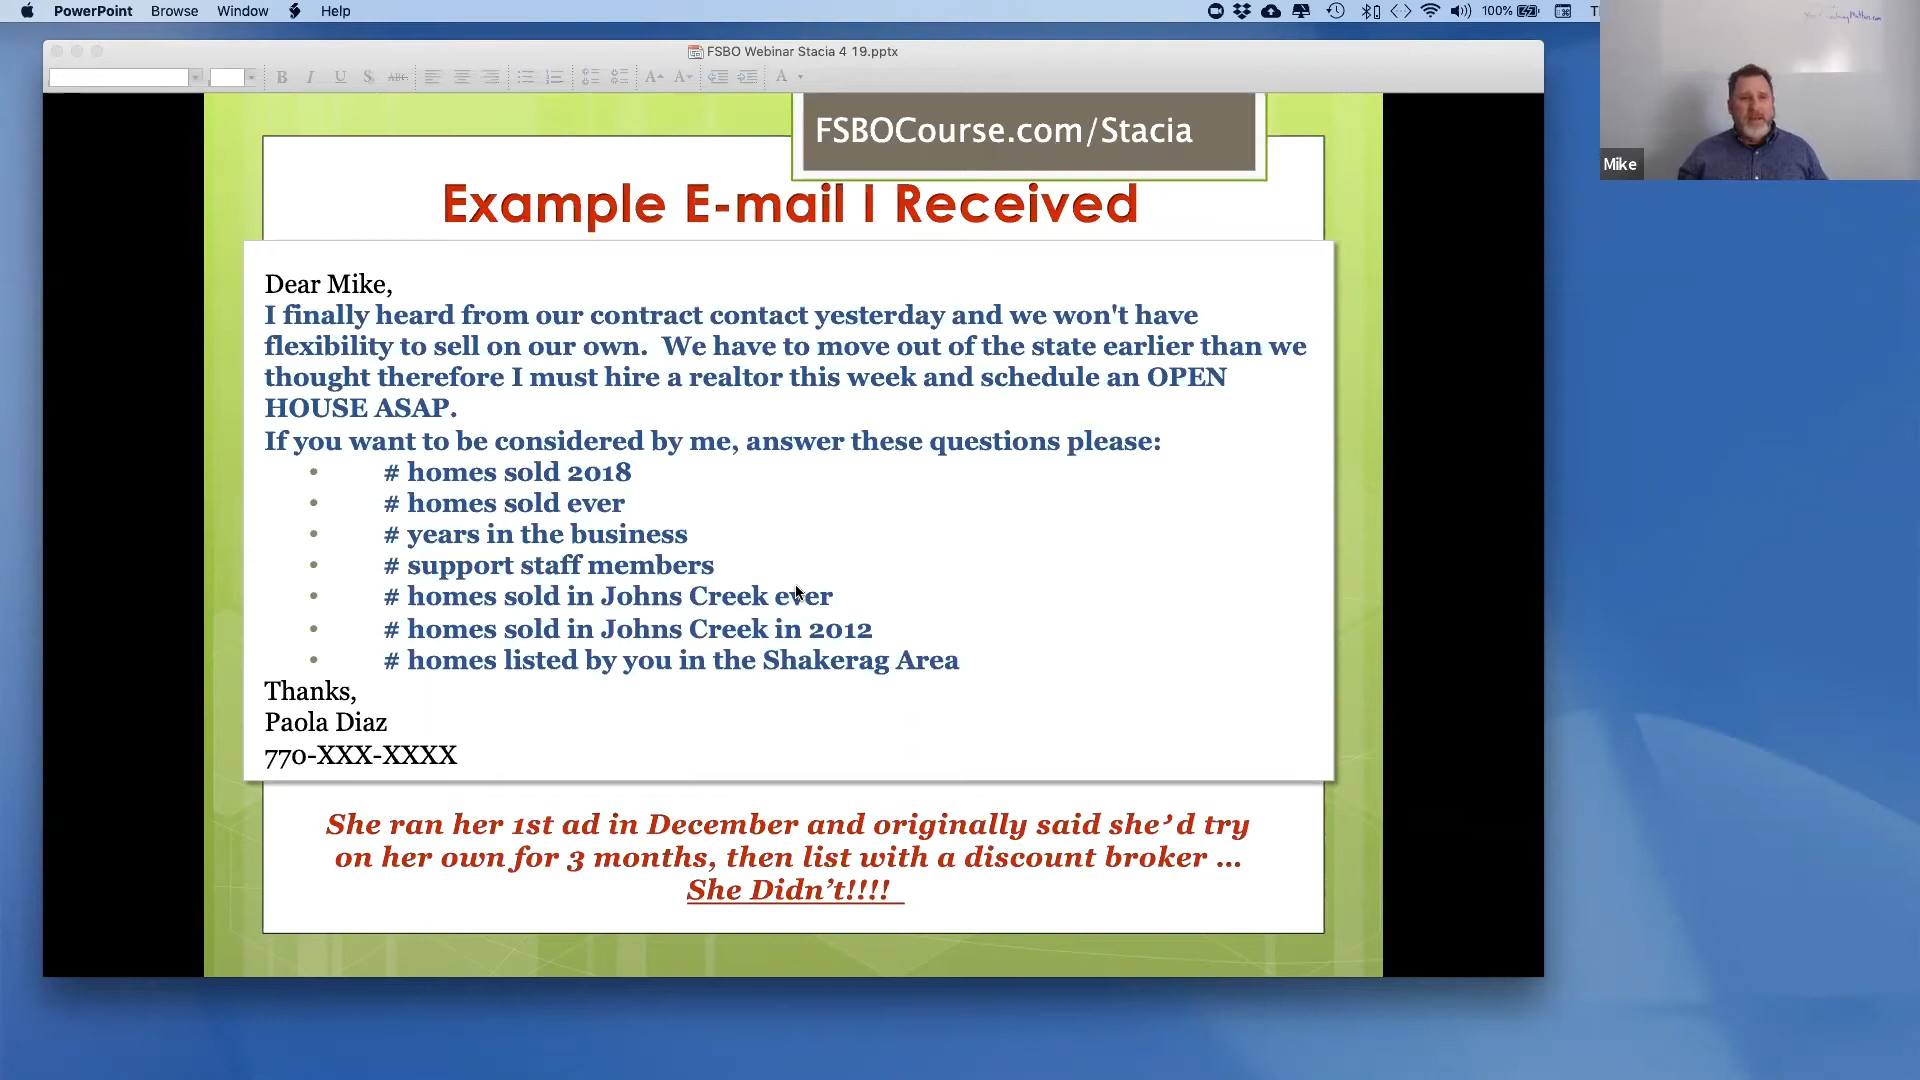 PowerPoint Browse Window Help
100%
FSBO Webinar Stacia 4 19.pptx
B I U S ABC A A A
FSBOCourse.com/Stacia
Example E-mail I Received
Dear Mike,
I finally heard from our contract contact yesterday and we won't have
flexibility to sell on our own. We have to move out of the state earlier than we
thought therefore I must hire a realtor this week and schedule an OPEN
HOUSE ASAP.
If you want to be considered by me, answer these questions please:
• # homes sold 2018
• # homes sold ever
• # years in the business
• # support staff members
• # homes sold in Johns Creek ever
• # homes sold in Johns Creek in 2012
• # homes listed by you in the Shakerag Area
Thanks,
Paola Diaz
770-XXX-XXXX
She ran her 1st ad in December and originally said she’d try
on her own for 3 months, then list with a discount broker …
She Didn’t!!!!
Mike